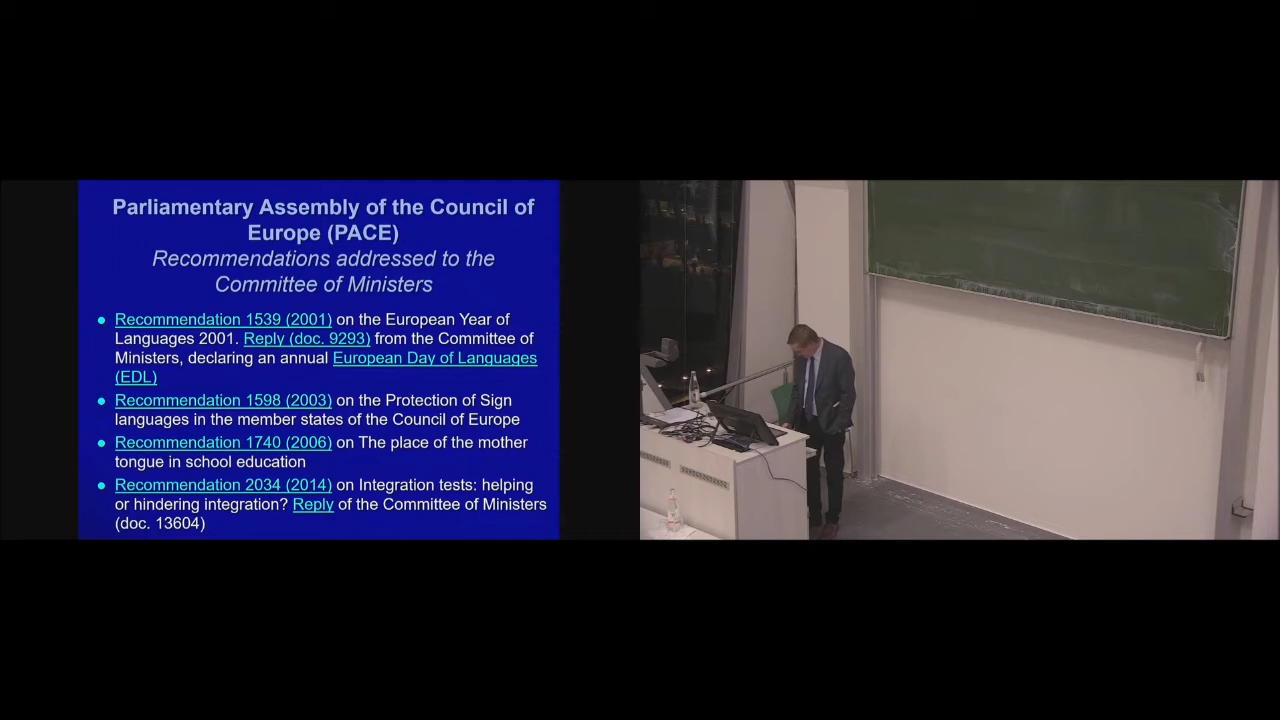 Parliamentary Assembly of the Council of
Europe (PACE)
Recommendations addressed to the
Committee of Ministers
● Recommendation 1539 (2001) on the European Year of
Languages 2001. Reply (doc. 9293) from the Committee of
Ministers, declaring an annual European Day of Languages
(EDL)
● Recommendation 1598 (2003) on the Protection of Sign
languages in the member states of the Council of Europe
● Recommendation 1740 (2006) on The place of the mother
tongue in school education
● Recommendation 2034 (2014) on Integration tests: helping
or hindering integration? Reply of the Committee of Ministers
(doc. 13604)